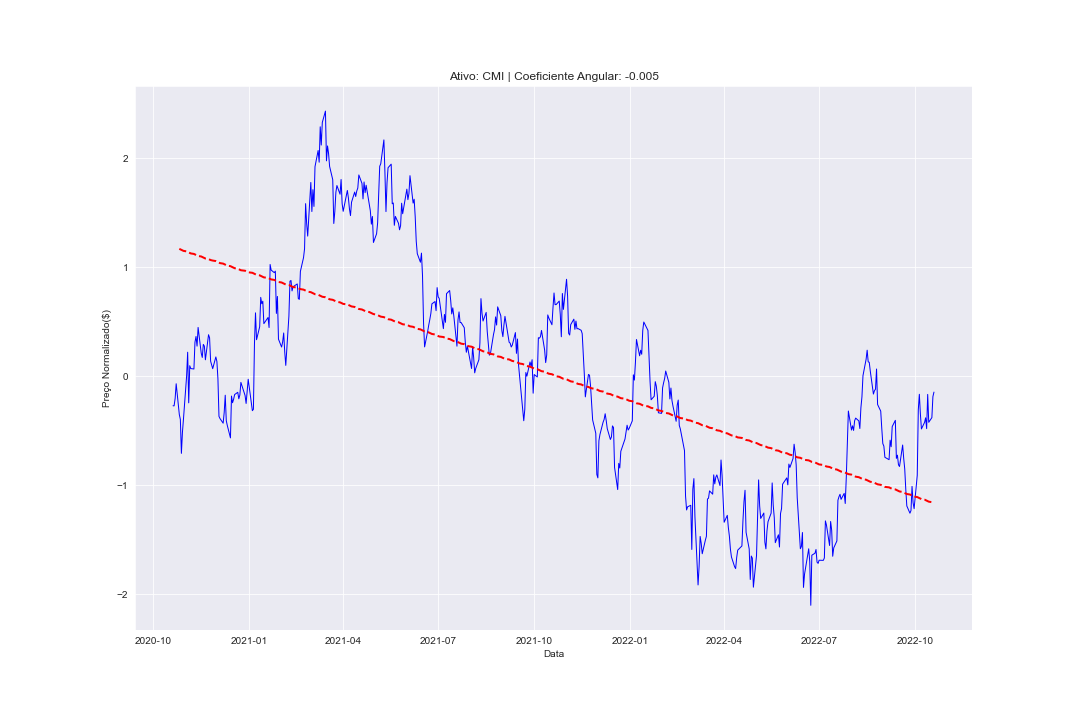 Ativo: CMI | Coeficiente Angular: -0.005
Preço Normalizado($)
2
1
0
−1
−2
2020-10 2021-01 2021-04 2021-07 2021-10 2022-01 2022-04 2022-07 2022-10
Data